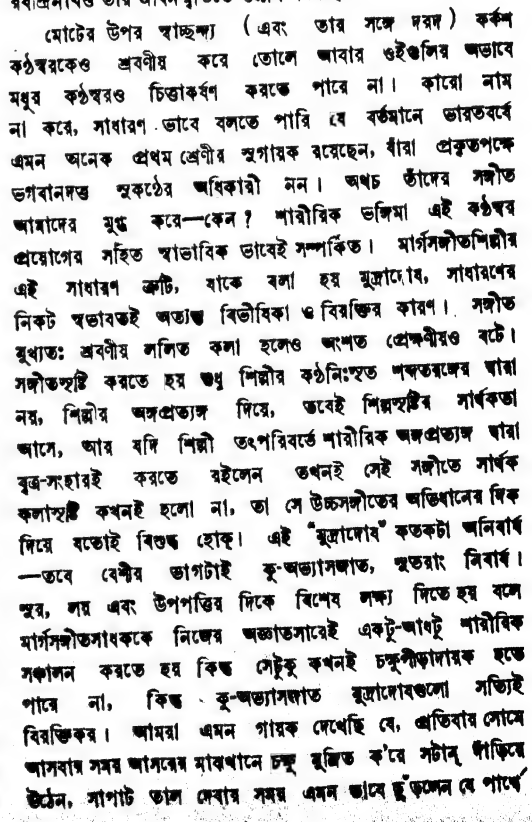 মোটের উপর স্বাচ্ছন্দ্য (এবং তার সঙ্গে দরদ) কর্কশ
কণ্ঠস্বরকেও শ্রবণীয় করে তোলে আবার ওইগুলির অভাবে
মধুর কণ্ঠস্বরও চিত্তাকর্ষণ করতে পারে না। কারো নাম
না করে, সাধারণ ভাবে বলতে পারি যে বর্তমানে ভারতবর্ষে
এমন অনেক প্রথম শ্রেণীর সুগায়ক রয়েছেন, যাঁরা প্রকৃতপক্ষে
ভগবানদত্ত সুকণ্ঠের অধিকারী নন। অথচ তাঁদের সঙ্গীত
আমাদের মুগ্ধ করে—কেন? শারীরিক ভঙ্গিমা এই কণ্ঠস্বর
প্রয়োগের সহিত স্বাভাবিক ভাবেই সম্পর্কিত। মার্গসঙ্গীতশিল্পীর
এই সাধারণ ত্রুটি, যাকে বলা হয় মুদ্রাদোষ, সাধারণের
নিকট স্বভাবতই অত্যন্ত বিভীষিকা ও বিরক্তির কারণ। সঙ্গীত
মুখ্যতঃ শ্রবণীয় ললিত কলা হলেও অংশত প্রেক্ষণীয়ও বটে।
সঙ্গীতসৃষ্টি করতে হয় শুধু শিল্পীর কণ্ঠনিঃসৃত শব্দতরঙ্গের দ্বারা
নয়, শিল্পীর অঙ্গপ্রত্যঙ্গ দিয়ে, তবেই শিল্পসৃষ্টির সার্থকতা
আসে, আর যদি শিল্পী তৎপরিবর্তে শারীরিক অঙ্গপ্রত্যঙ্গ দ্বারা
বৃত্র-সংহারই করতে রইলেন তখনই সেই সঙ্গীতে সার্থক
কলাসৃষ্টি কখনই হলো না, তা সে উচ্চসঙ্গীতের অভিধানের দিক
দিয়ে যতোই বিশুদ্ধ হোক্। এই "মুদ্রাদোষ" কতকটা অনিবার্য
—তবে বেশীর ভাগটাই কু-অভ্যাসজাত, সুতরাং নিবার্য।
সুর, লয় এবং উপপত্তির দিকে বিশেষ লক্ষ্য দিতে হয় বলে
মার্গসঙ্গীতসাধককে নিজের অজ্ঞাতসারেই একটু-আধটু শারীরিক
সঞ্চালন করতে হয় কিন্তু সেটুকু কখনই চক্ষুপীড়াদায়ক হতে
পারে না, কিন্তু কু-অভ্যাসজাত মুদ্রাদোষগুলো সত্যিই
বিরক্তিকর। আমরা এমন গায়ক দেখেছি যে, প্রতিবার সোমে
আসবার সময় আসরের মাঝখানে চক্ষু মুদ্রিত ক'রে সটান্ দাঁড়িয়ে
উঠেন, সাপাট তান দেবার সময় এমন ভাবে ছুঁড়লেন যে পার্শ্বে